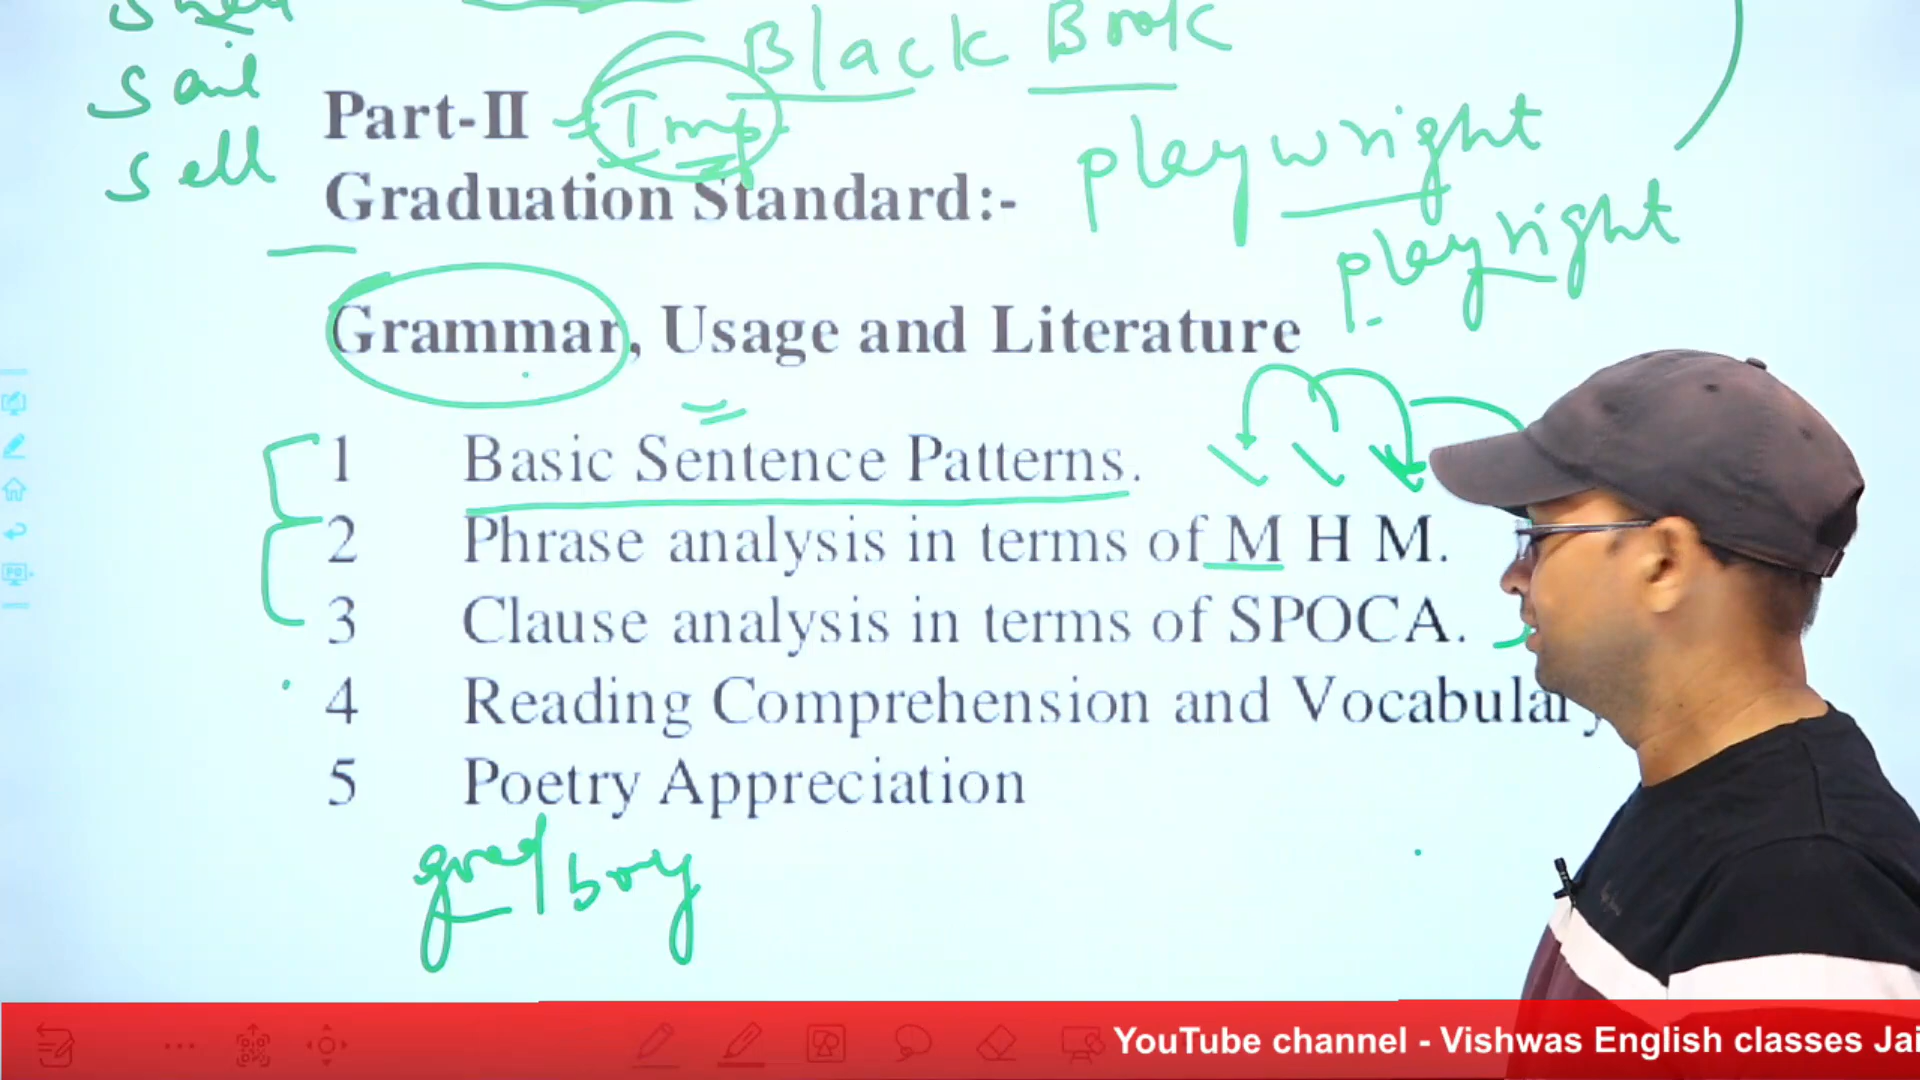 Black Book
Sail
Part-II Imp
playwright
Sell
Graduation Standard:-
playright
Grammar, Usage and Literature
1 Basic Sentence Patterns.
2 Phrase analysis in terms of M H M.
3 Clause analysis in terms of SPOCA.
4 Reading Comprehension and Vocabulary
5 Poetry Appreciation
good boy
YouTube channel - Vishwas English classes Jai